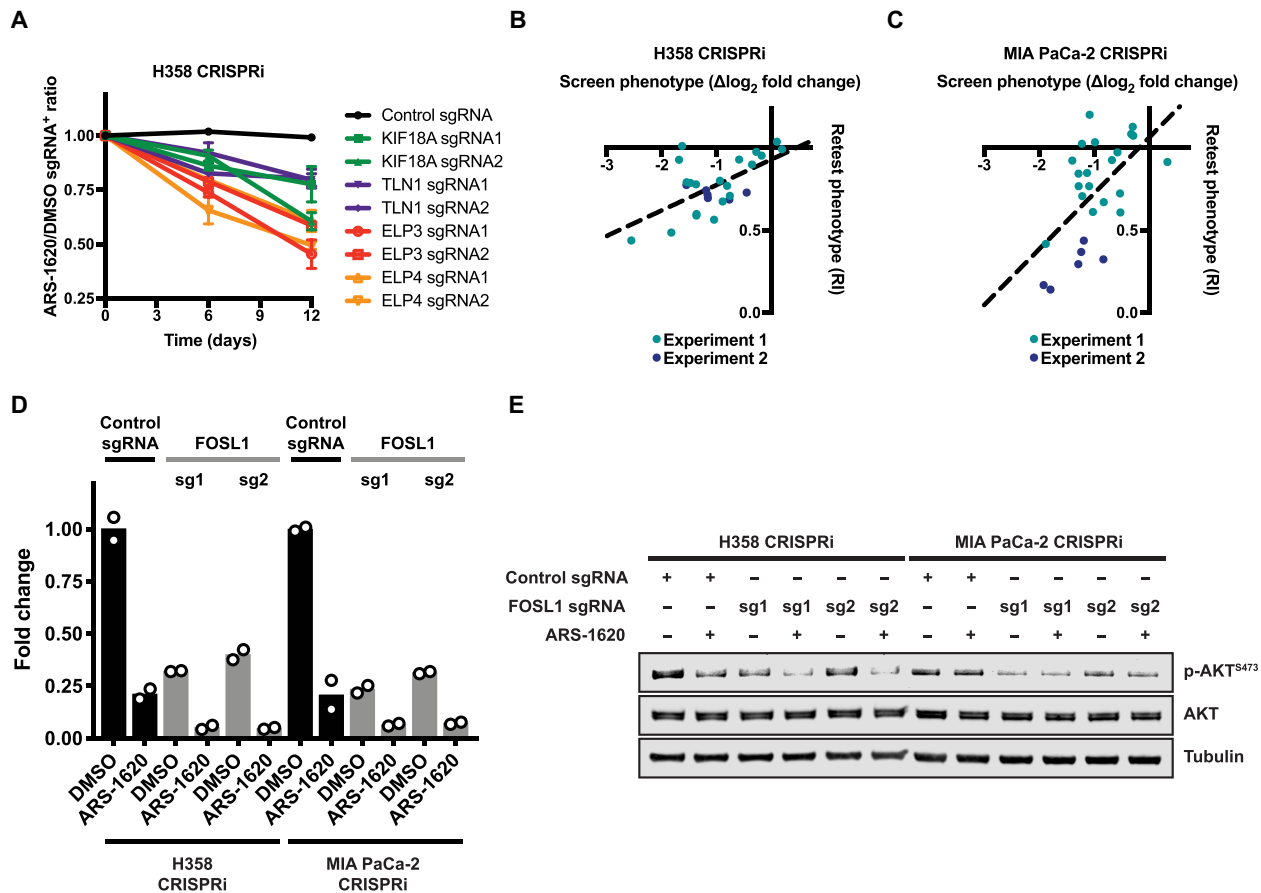 A
H358 CRISPRi
ARS-1620/DMSO sgRNA⁺ ratio
1.00
0.75
0.50
0.25
0
3
6
9
12
Time (days)
Control sgRNA
KIF18A sgRNA1
KIF18A sgRNA2
TLN1 sgRNA1
TLN1 sgRNA2
ELP3 sgRNA1
ELP3 sgRNA2
ELP4 sgRNA1
ELP4 sgRNA2
B
H358 CRISPRi
Screen phenotype (Δlog₂ fold change)
-3
-2
-1
0.5
0.0
Retest phenotype (RI)
Experiment 1
Experiment 2
C
MIA PaCa-2 CRISPRi
Screen phenotype (Δlog₂ fold change)
-3
-2
-1
0.5
0.0
Retest phenotype (RI)
Experiment 1
Experiment 2
D
Control sgRNA
FOSL1
Control sgRNA
FOSL1
sg1
sg2
sg1
sg2
Fold change
1.00
0.75
0.50
0.25
0.00
DMSO
ARS-1620
DMSO
ARS-1620
DMSO
ARS-1620
DMSO
ARS-1620
DMSO
ARS-1620
DMSO
ARS-1620
H358 CRISPRi
MIA PaCa-2 CRISPRi
E
H358 CRISPRi
MIA PaCa-2 CRISPRi
Control sgRNA + + – – – – + + – – – –
FOSL1 sgRNA – – sg1 sg1 sg2 sg2 – – sg1 sg1 sg2 sg2
ARS-1620 – + – + – + – + – + – +
p-AKTS473
AKT
Tubulin